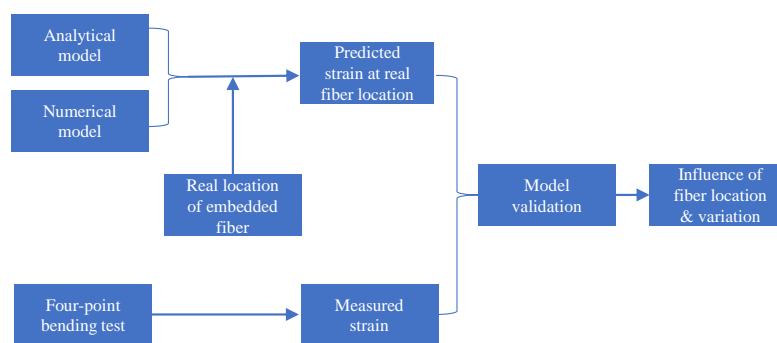 Analytical
model
Numerical
model
Predicted
strain at real
fiber location
Real location
of embedded
fiber
Model
validation
Influence of
fiber location
& variation
Four-point
bending test
Measured
strain